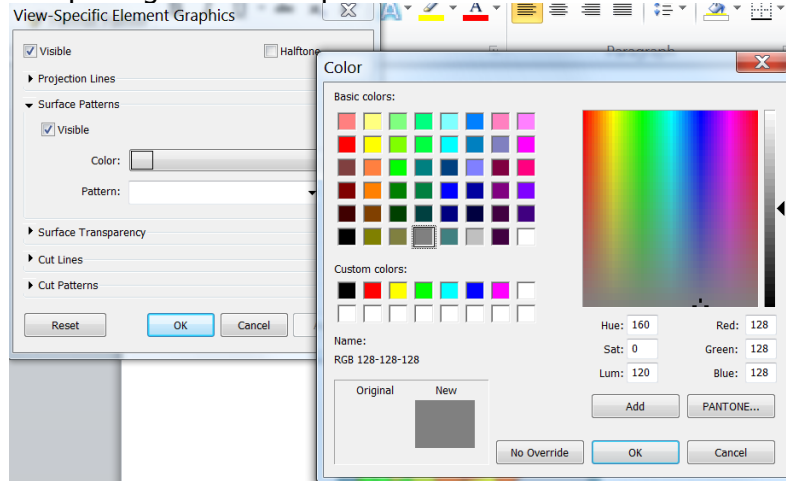 View-Specific Element Graphics
Visible
Halftone
Projection Lines
Surface Patterns
Visible
Color:
Pattern:
Surface Transparency
Cut Lines
Cut Patterns
Reset
OK
Cancel
Paragraph
Color
Basic colors:
Custom colors:
Name:
RGB 128-128-128
Original
New
Hue: 160
Red: 128
Sat: 0
Green: 128
Lum: 120
Blue: 128
Add
PANTONE...
No Override
OK
Cancel